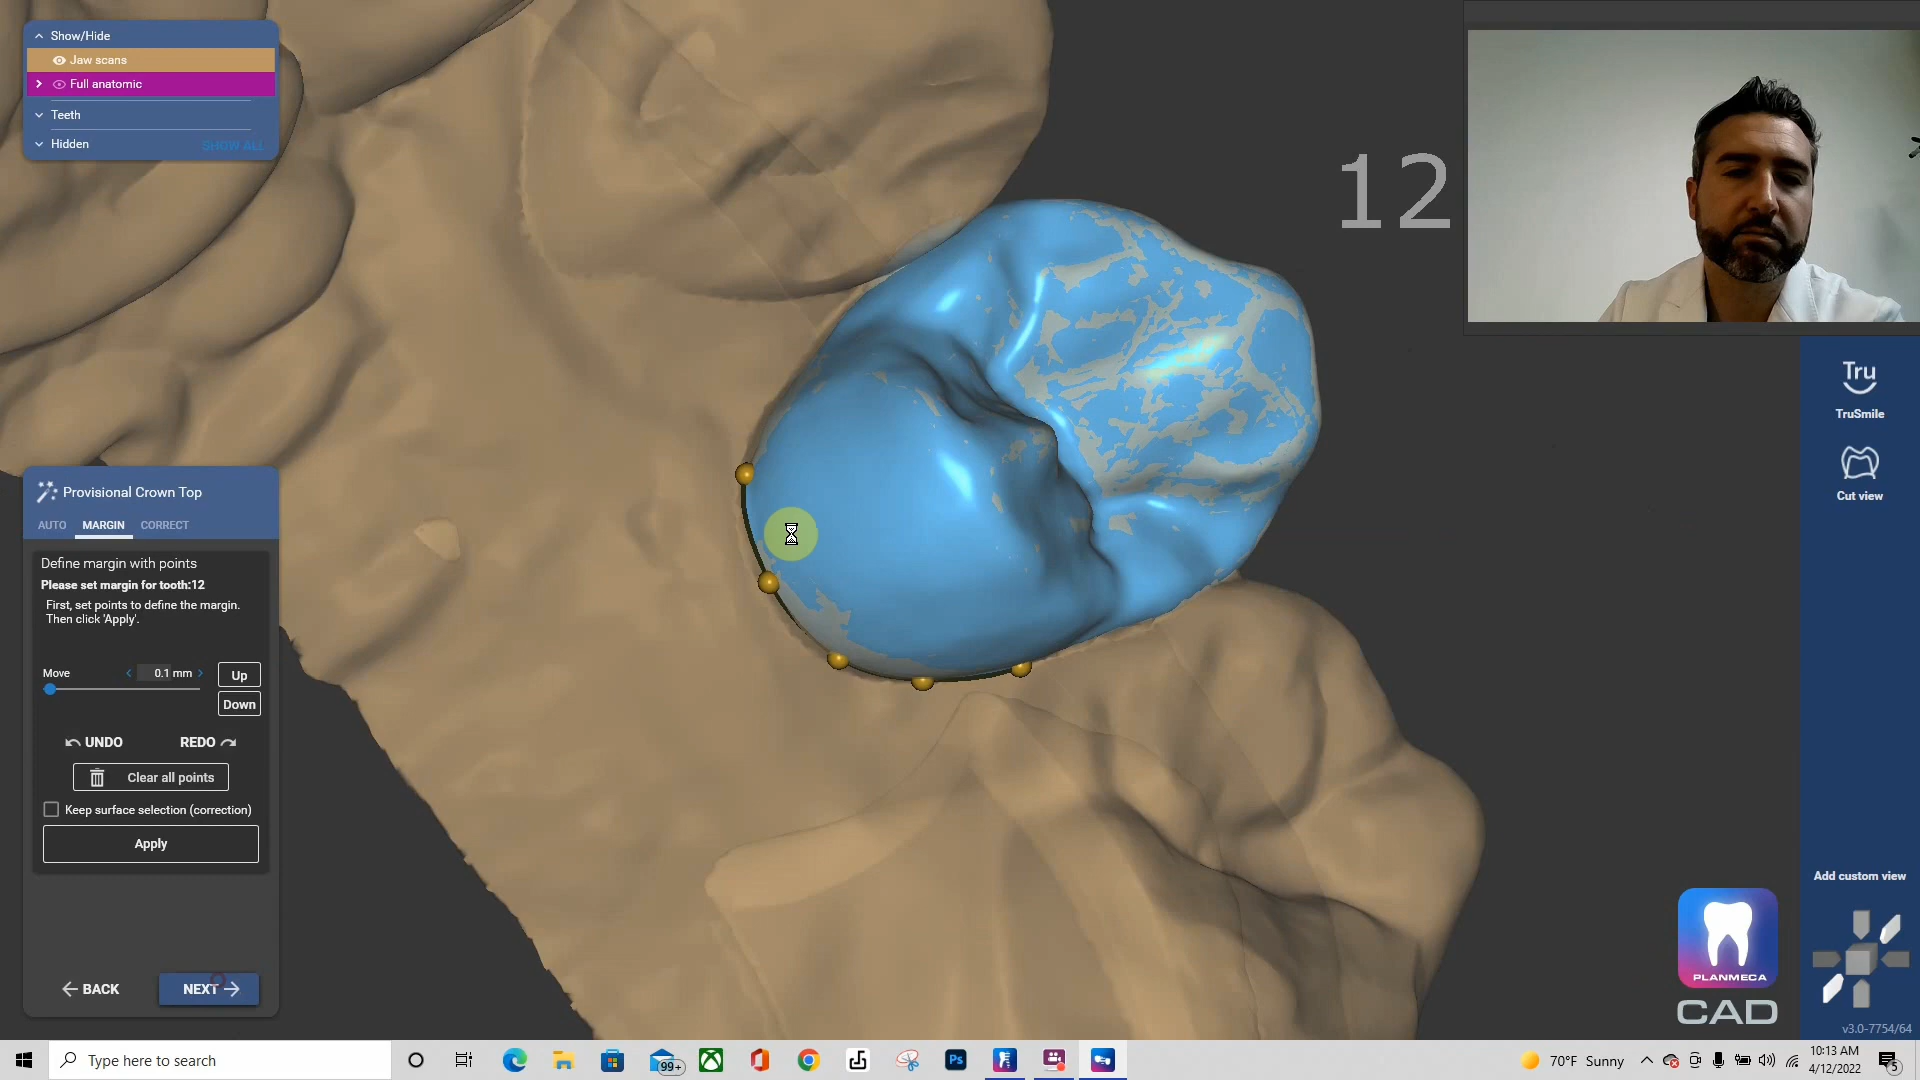 Show/Hide
Jaw scans
Full anatomic
Teeth
Hidden SHOW ALL
12
Tru
TruSmile
Cut view
Provisional Crown Top
AUTO MARGIN CORRECT
Define margin with points
Please set margin for tooth:12
First, set points to define the margin.
Then click 'Apply'.
Move 0.1 mm Up
Down
UNDO REDO
Clear all points
Keep surface selection (correction)
Apply
BACK NEXT
Add custom view
PLANMECA
CAD
v3.0-7754/64
Type here to search
99+
Ps
70°F Sunny
10:13 AM
4/12/2022
5